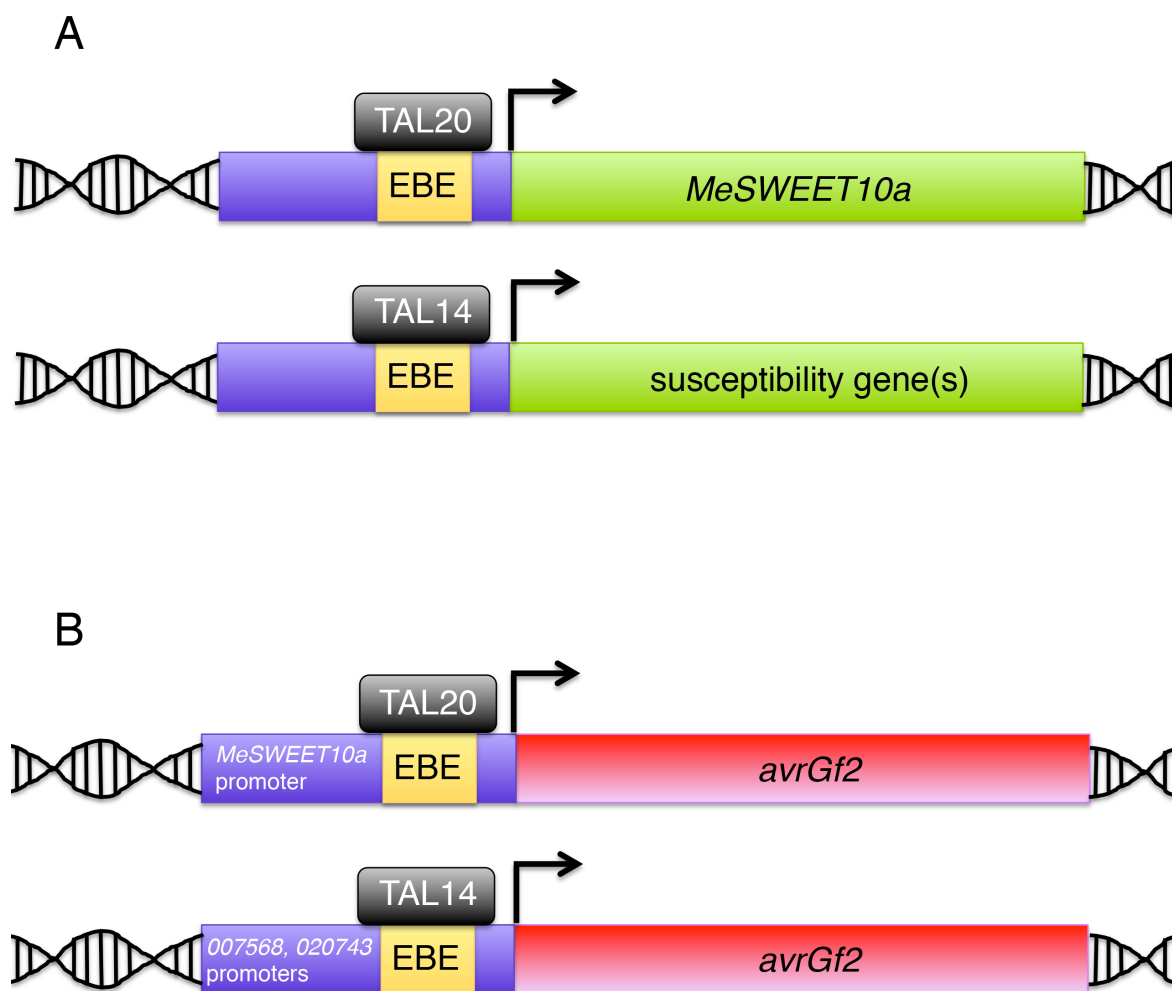 A
TAL20
EBE
MeSWEET10a
TAL14
EBE
susceptibility gene(s)
B
TAL20
MeSWEET10a
promoter
EBE
avrGf2
TAL14
007568, 020743
promoters
EBE
avrGf2